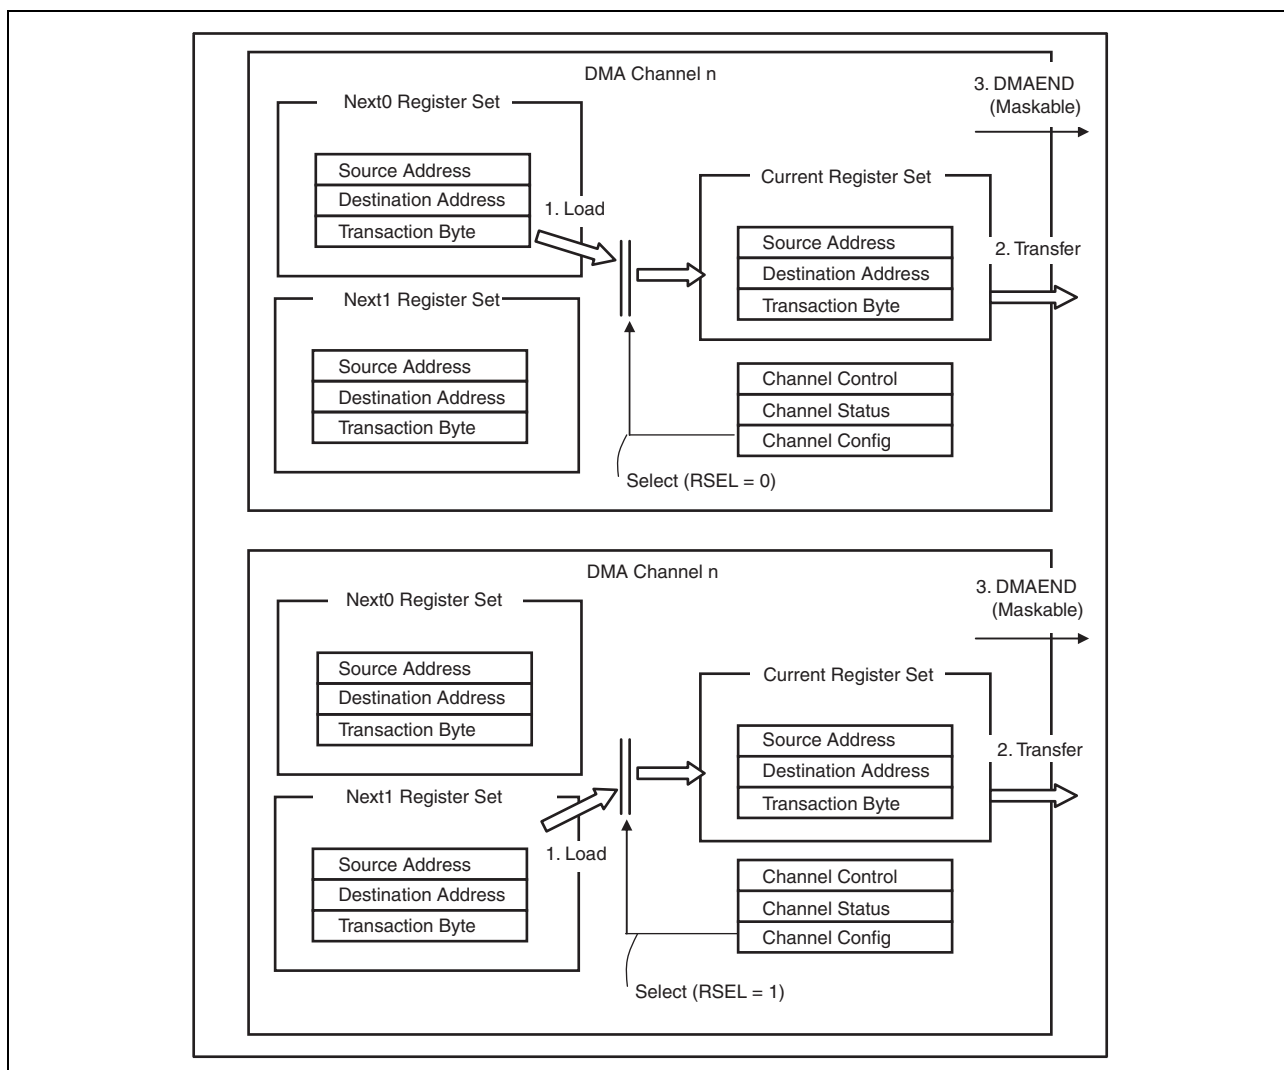 DMA Channel n
3. DMAEND
(Maskable)
Next0 Register Set
Source Address
Destination Address
Transaction Byte
1. Load
Current Register Set
Source Address
Destination Address
Transaction Byte
2. Transfer
Next1 Register Set
Source Address
Destination Address
Transaction Byte
Channel Control
Channel Status
Channel Config
Select (RSEL = 0)
DMA Channel n
3. DMAEND
(Maskable)
Next0 Register Set
Source Address
Destination Address
Transaction Byte
Current Register Set
Source Address
Destination Address
Transaction Byte
2. Transfer
Next1 Register Set
1. Load
Source Address
Destination Address
Transaction Byte
Channel Control
Channel Status
Channel Config
Select (RSEL = 1)